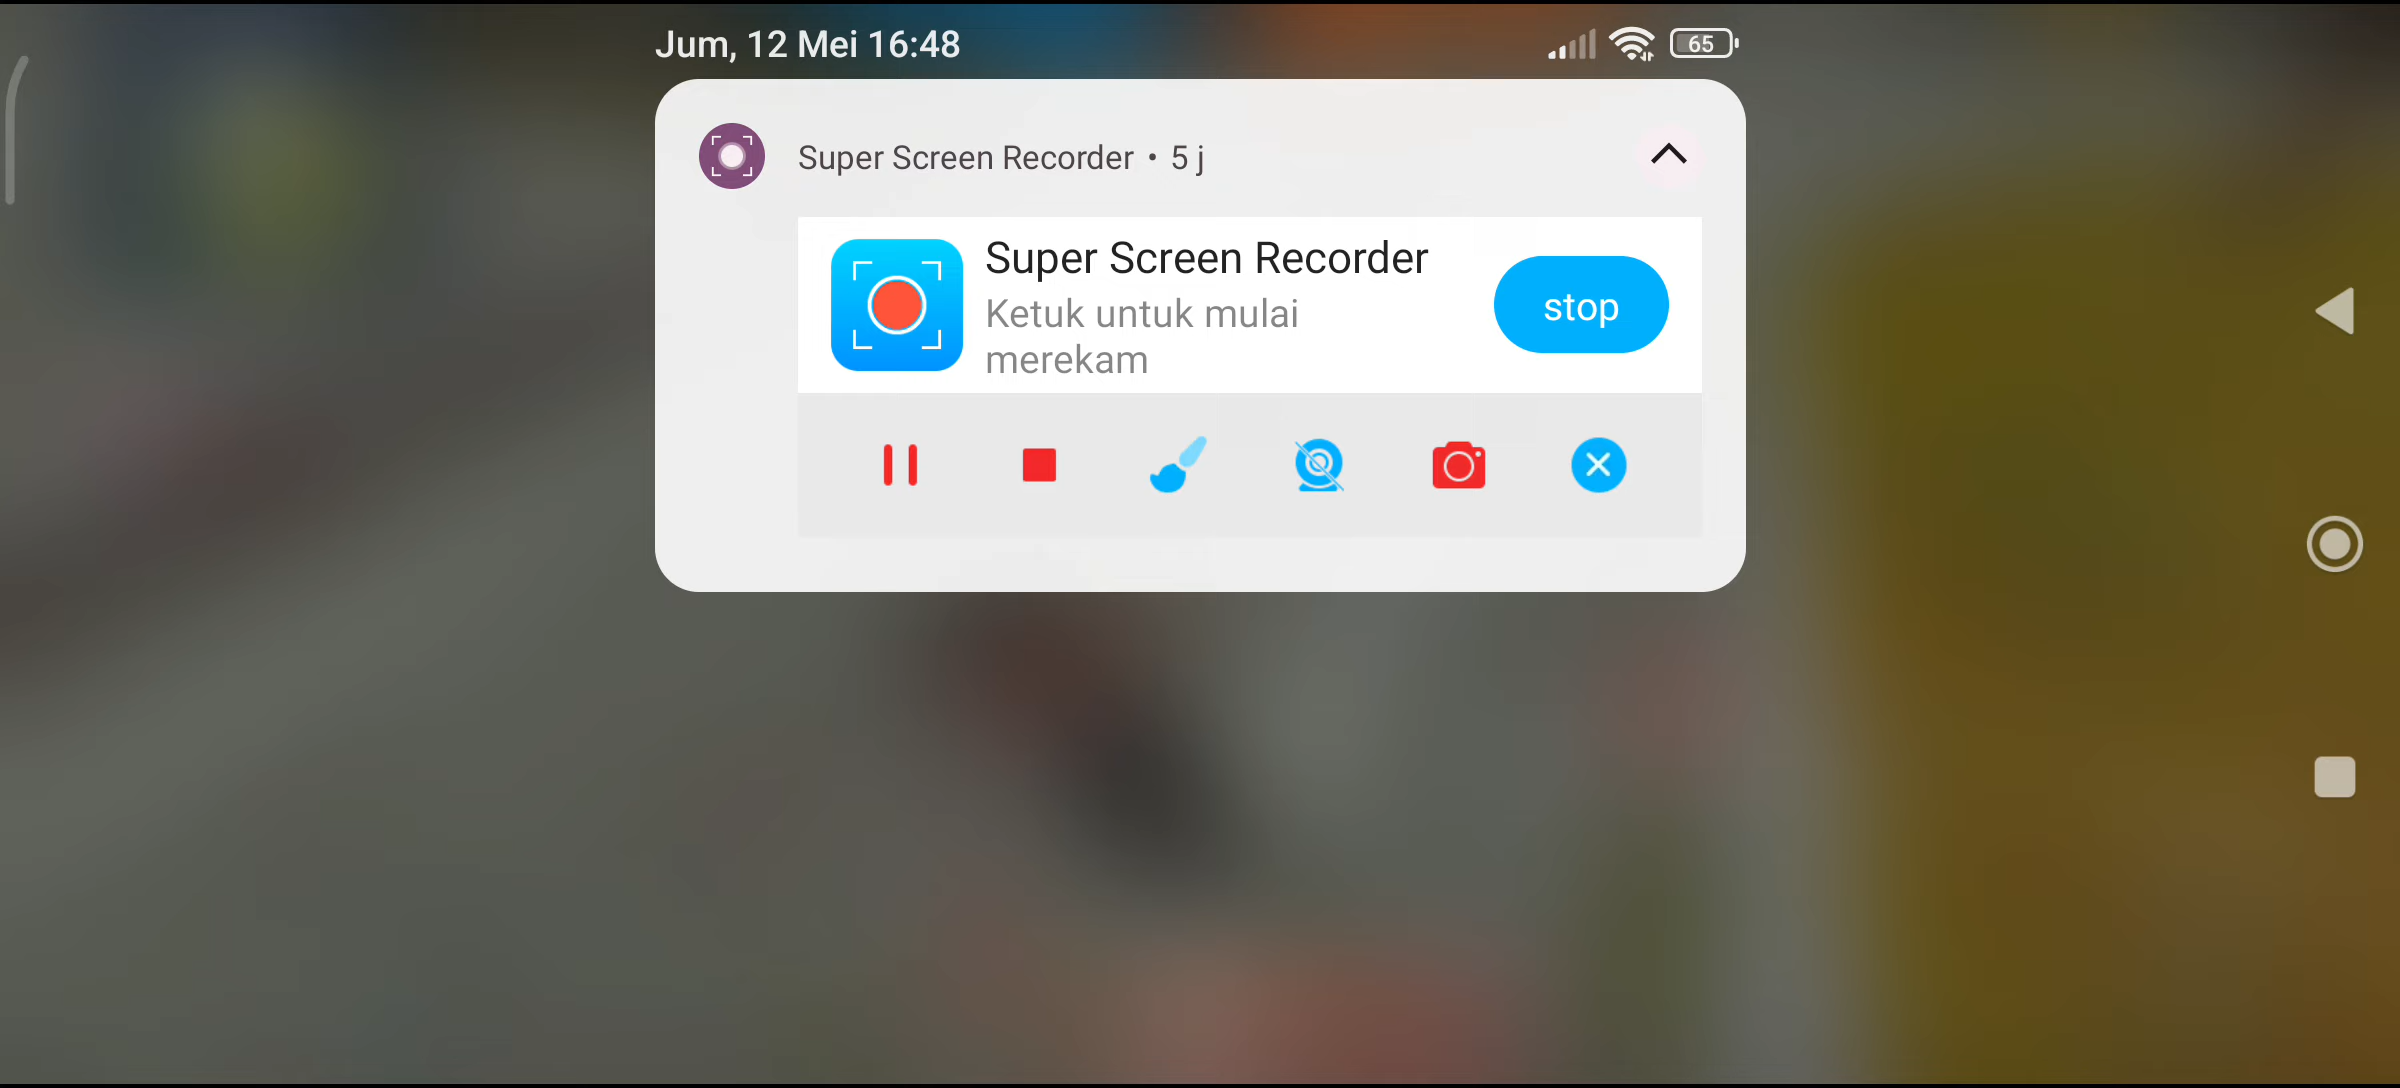 Jum, 12 Mei 16:48
65
Super Screen Recorder • 5 j
Super Screen Recorder
Ketuk untuk mulai
merekam
stop